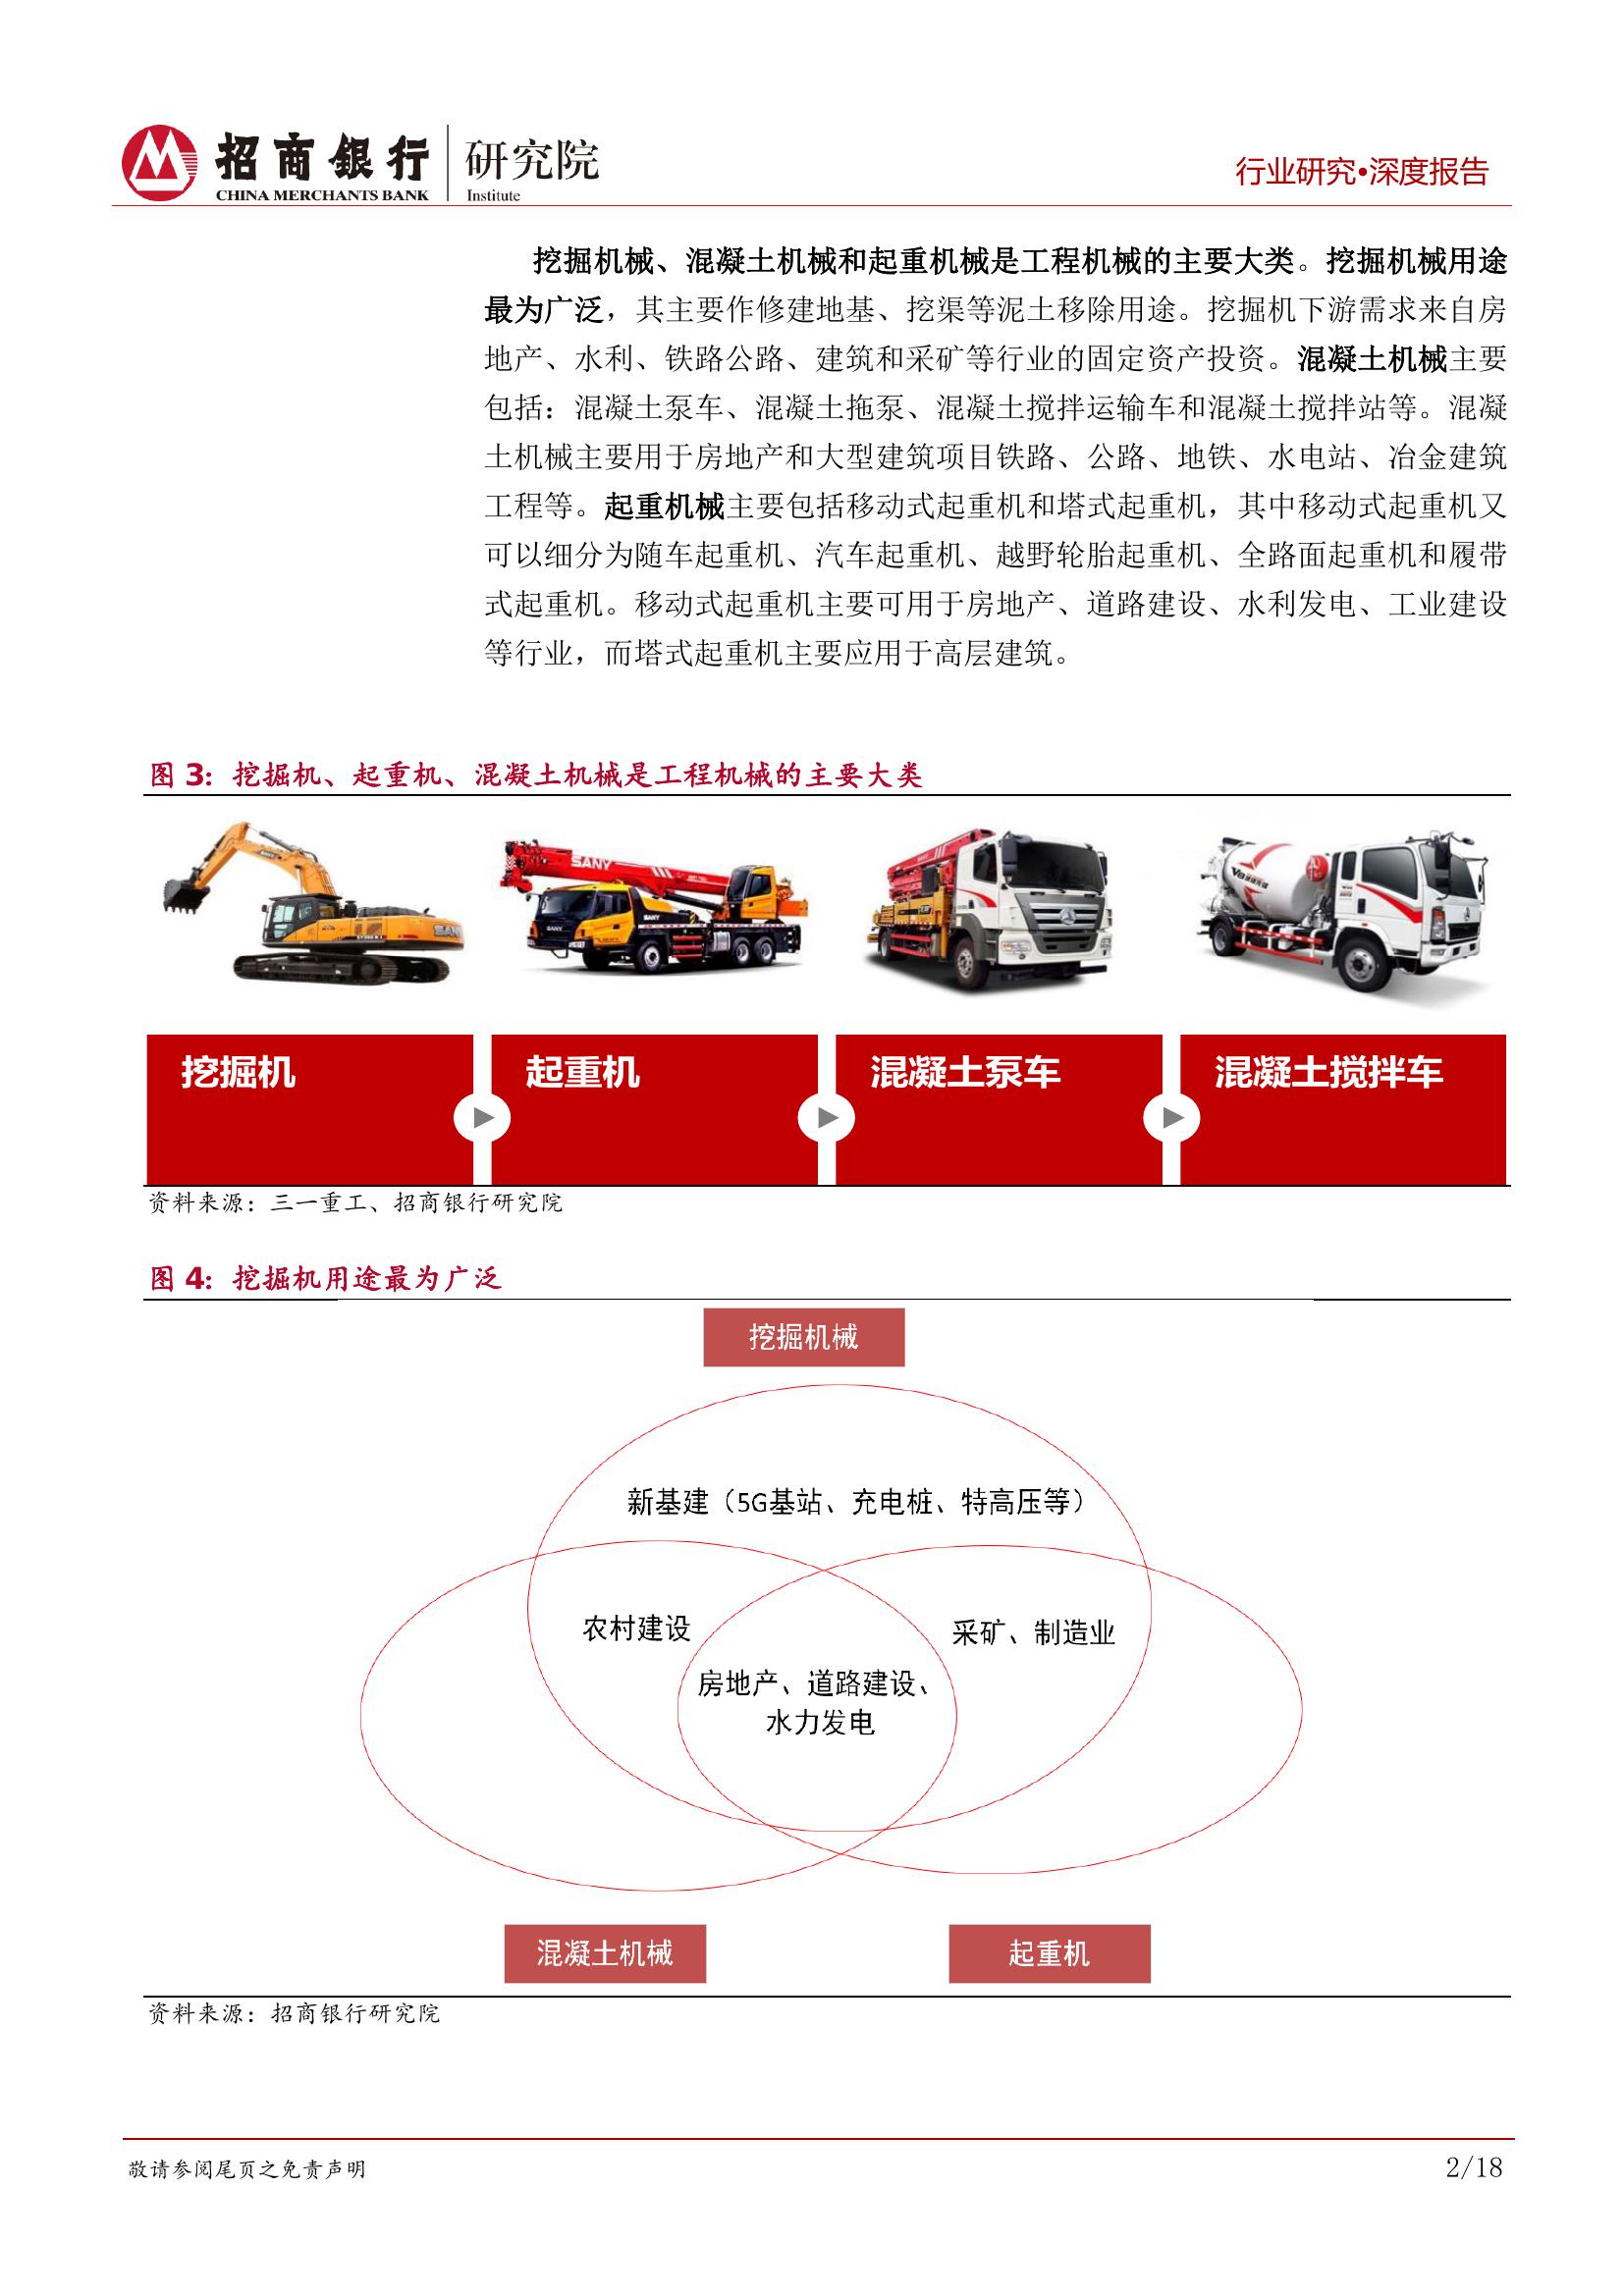 招商银行
CHINA MERCHANTS BANK
研究院
Institute
行业研究•深度报告
挖掘机械、混凝土机械和起重机械是工程机械的主要大类。挖掘机械用途
最为广泛，其主要作修建地基、挖渠等泥土移除用途。挖掘机下游需求来自房
地产、水利、铁路公路、建筑和采矿等行业的固定资产投资。混凝土机械主要
包括：混凝土泵车、混凝土拖泵、混凝土搅拌运输车和混凝土搅拌站等。混凝
土机械主要用于房地产和大型建筑项目铁路、公路、地铁、水电站、冶金建筑
工程等。起重机械主要包括移动式起重机和塔式起重机，其中移动式起重机又
可以细分为随车起重机、汽车起重机、越野轮胎起重机、全路面起重机和履带
式起重机。移动式起重机主要可用于房地产、道路建设、水利发电、工业建设
等行业，而塔式起重机主要应用于高层建筑。
图 3：挖掘机、起重机、混凝土机械是工程机械的主要大类
SANY
SANY
SANY
SANY
挖掘机
起重机
混凝土泵车
混凝土搅拌车
资料来源：三一重工、招商银行研究院
图 4：挖掘机用途最为广泛
挖掘机械
新基建（5G基站、充电桩、特高压等）
农村建设
采矿、制造业
房地产、道路建设、
水力发电
混凝土机械
起重机
资料来源：招商银行研究院
敬请参阅尾页之免责声明
2/18